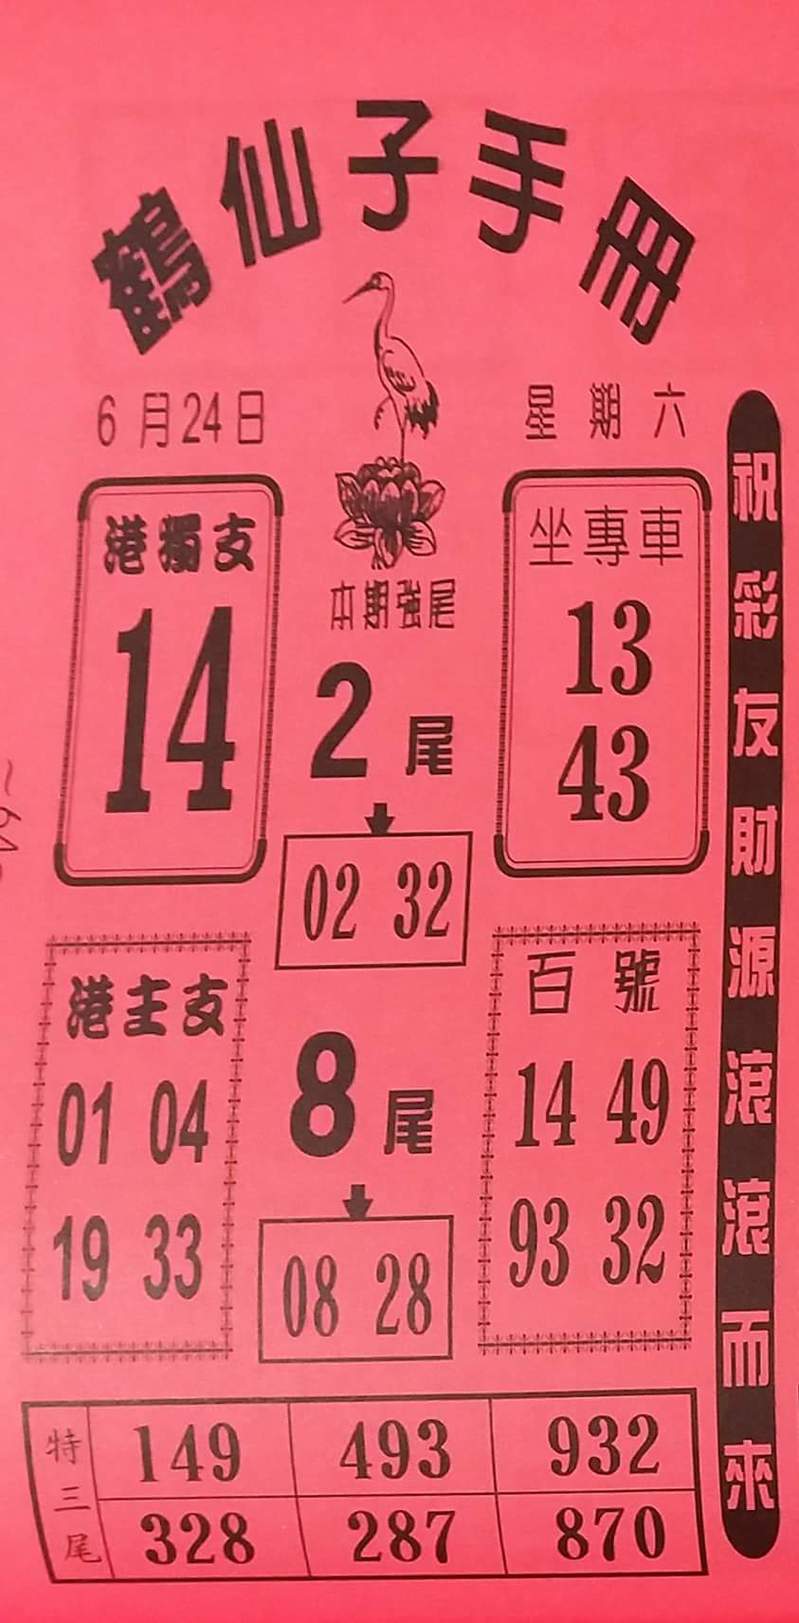 鶴仙子手冊
6月24日
星期六
港獨支
14
本期強尾
2尾
02 32
坐專車
13
43
港主支
01 04
19 33
8尾
08 28
百號
14 49
93 32
特三尾
149 493 932
328 287 870
祝彩友財源滾滾而來